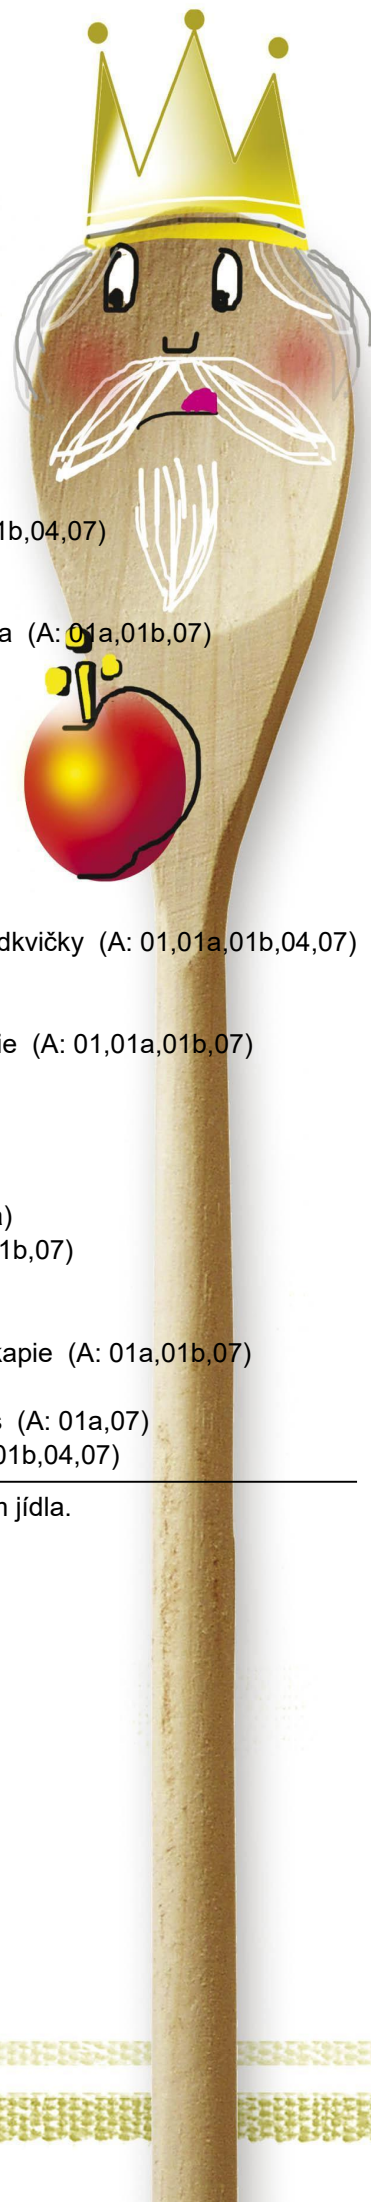 1b,04,07)
a (A: 01a,01b,07)
dkvičky (A: 01,01a,01b,04,07)
ie (A: 01,01a,01b,07)
a)
1b,07)
kapie (A: 01a,01b,07)
s (A: 01a,07)
01b,04,07)
m jídla.